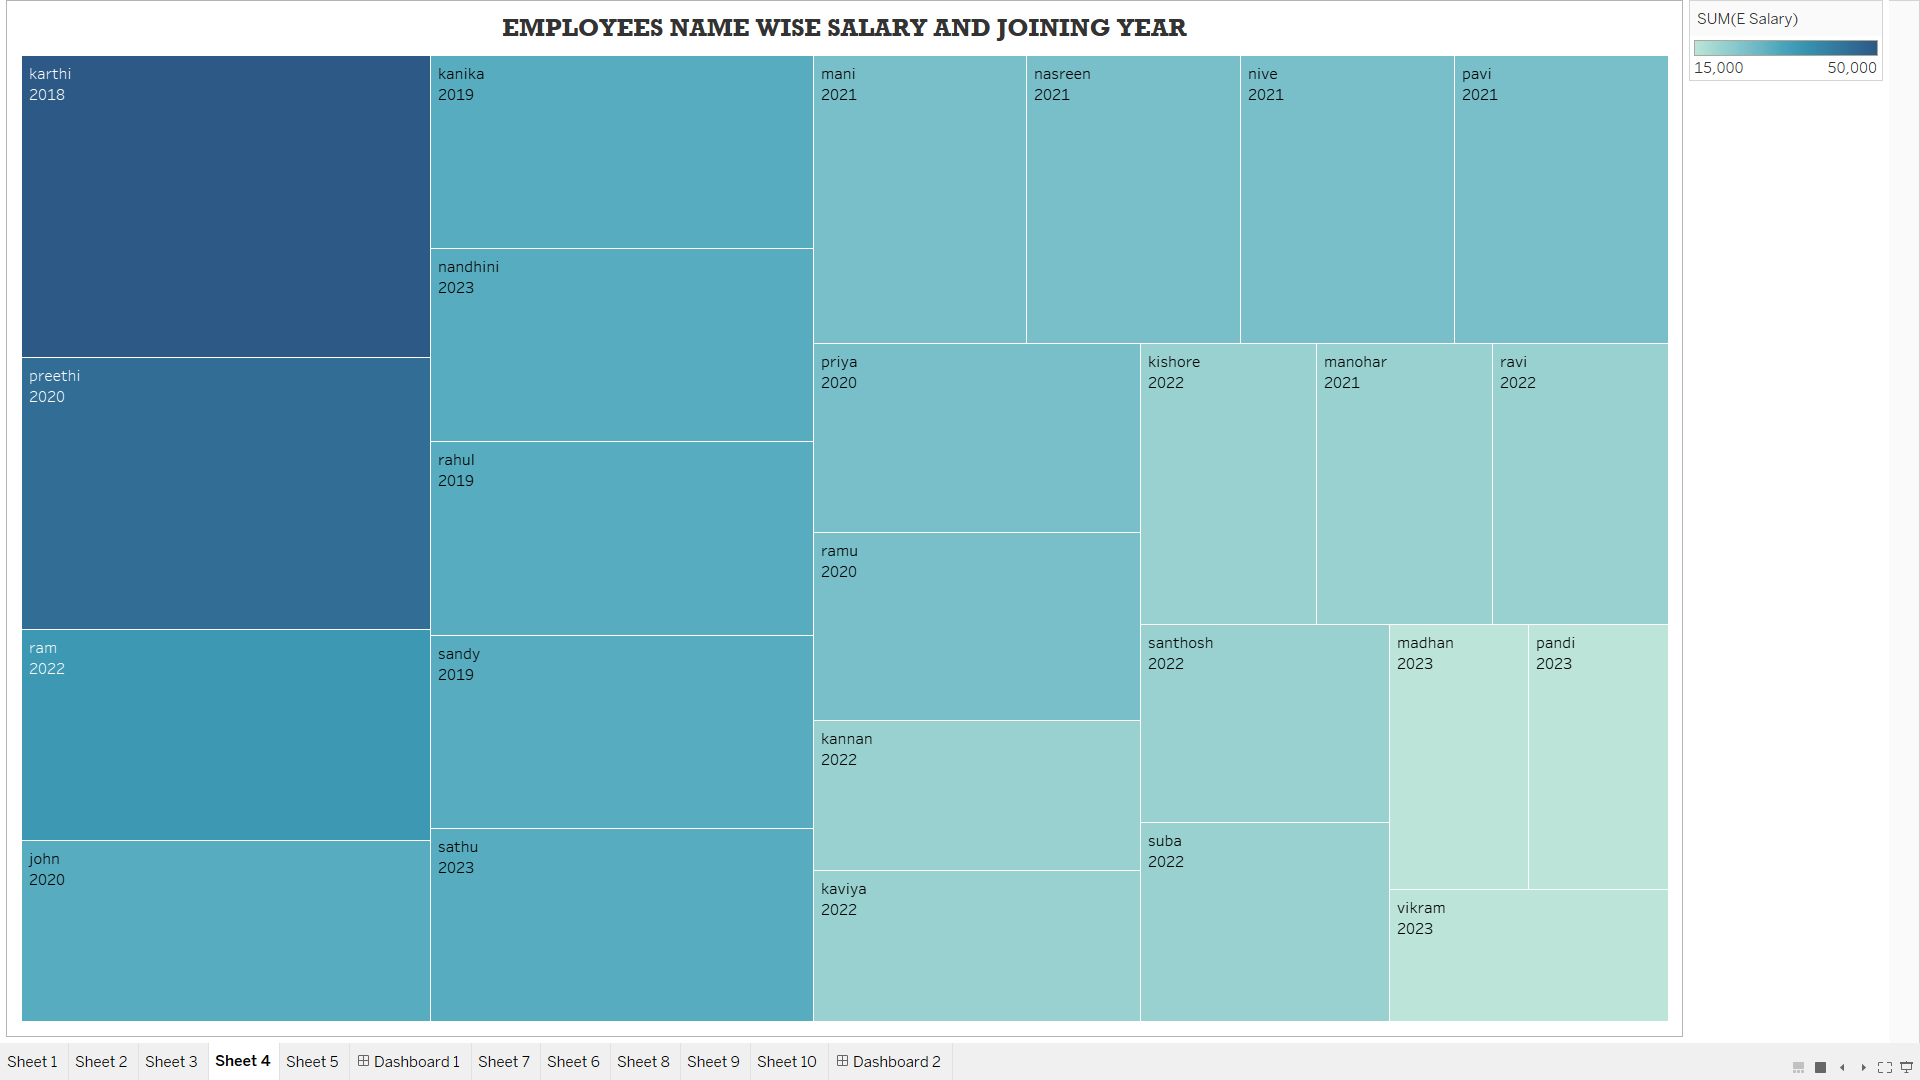 EMPLOYEES NAME WISE SALARY AND JOINING YEAR
SUM(E Salary)
15,000 50,000
karthi
2018
preethi
2020
ram
2022
john
2020
kanika
2019
nandhini
2023
rahul
2019
sandy
2019
sathu
2023
mani
2021
nasreen
2021
nive
2021
pavi
2021
priya
2020
ramu
2020
kannan
2022
kaviya
2022
kishore
2022
manohar
2021
ravi
2022
santhosh
2022
suba
2022
madhan
2023
pandi
2023
vikram
2023
Sheet 1 Sheet 2 Sheet 3 Sheet 4 Sheet 5 Dashboard 1 Sheet 7 Sheet 6 Sheet 8 Sheet 9 Sheet 10 Dashboard 2